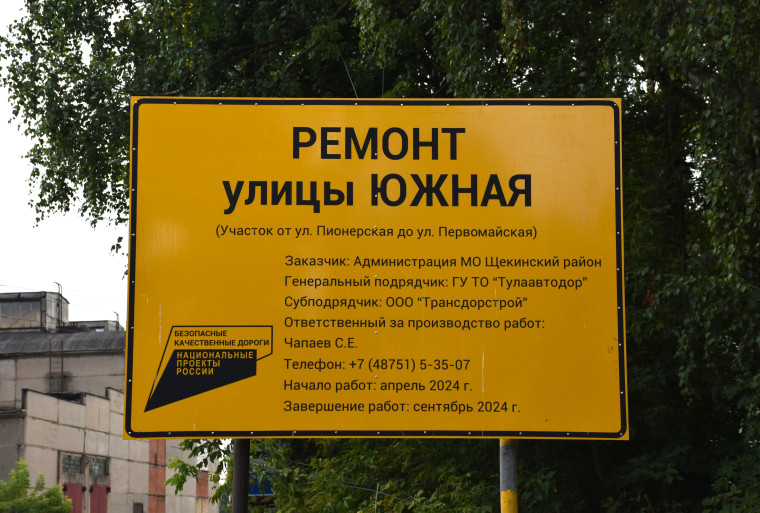 РЕМОНТ
улицы ЮЖНАЯ
(Участок от ул. Пионерская до ул. Первомайская)
Заказчик: Администрация МО Щекинский район
Генеральный подрядчик: ГУ ТО "Тулаавтодор"
Субподрядчик: ООО "Трансдорстрой"
Ответственный за производство работ:
Чапаев С.Е.
Телефон: +7 (48751) 5-35-07
Начало работ: апрель 2024 г.
Завершение работ: сентябрь 2024 г.
БЕЗОПАСНЫЕ
КАЧЕСТВЕННЫЕ ДОРОГИ
НАЦИОНАЛЬНЫЕ
ПРОЕКТЫ
РОССИИ